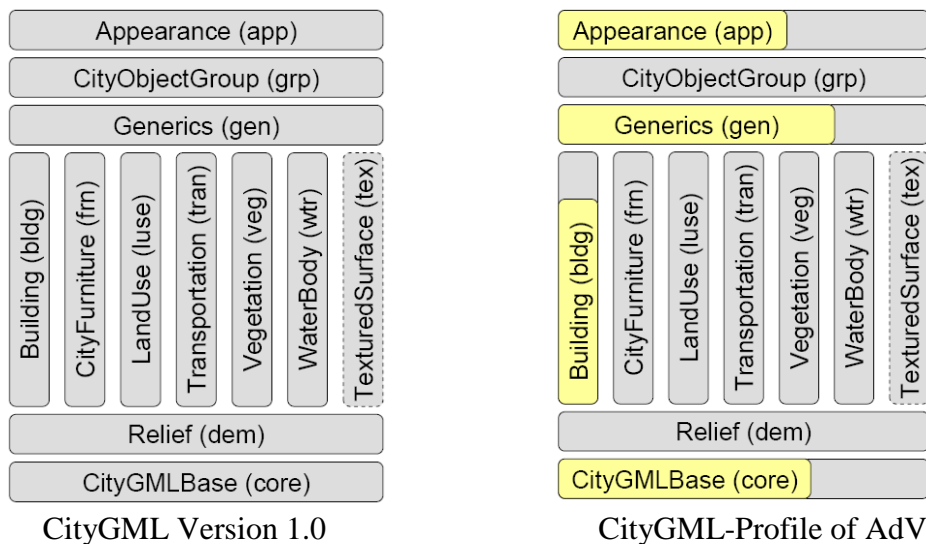 Appearance (app)
CityObjectGroup (grp)
Generics (gen)
Building (bldg)
CityFurniture (frn)
LandUse (luse)
Transportation (tran)
Vegetation (veg)
WaterBody (wtr)
TexturedSurface (tex)
Relief (dem)
CityGMLBase (core)
CityGML Version 1.0
Appearance (app)
CityObjectGroup (grp)
Generics (gen)
Building (bldg)
CityFurniture (frn)
LandUse (luse)
Transportation (tran)
Vegetation (veg)
WaterBody (wtr)
TexturedSurface (tex)
Relief (dem)
CityGMLBase (core)
CityGML-Profile of AdV